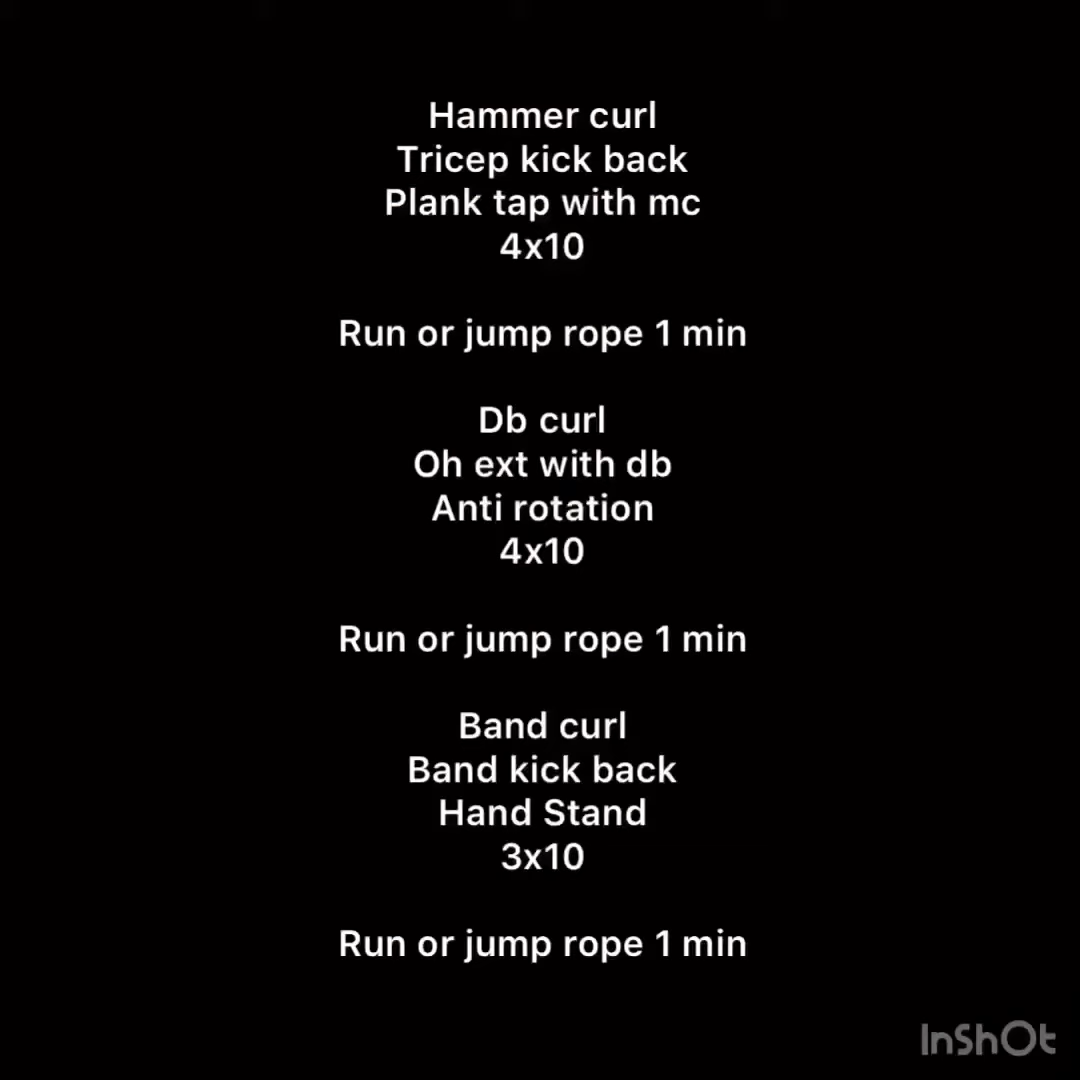 Hammer curl
Tricep kick back
Plank tap with mc
4x10
Run or jump rope 1 min
Db curl
Oh ext with db
Anti rotation
4x10
Run or jump rope 1 min
Band curl
Band kick back
Hand Stand
3x10
Run or jump rope 1 min
InShOt